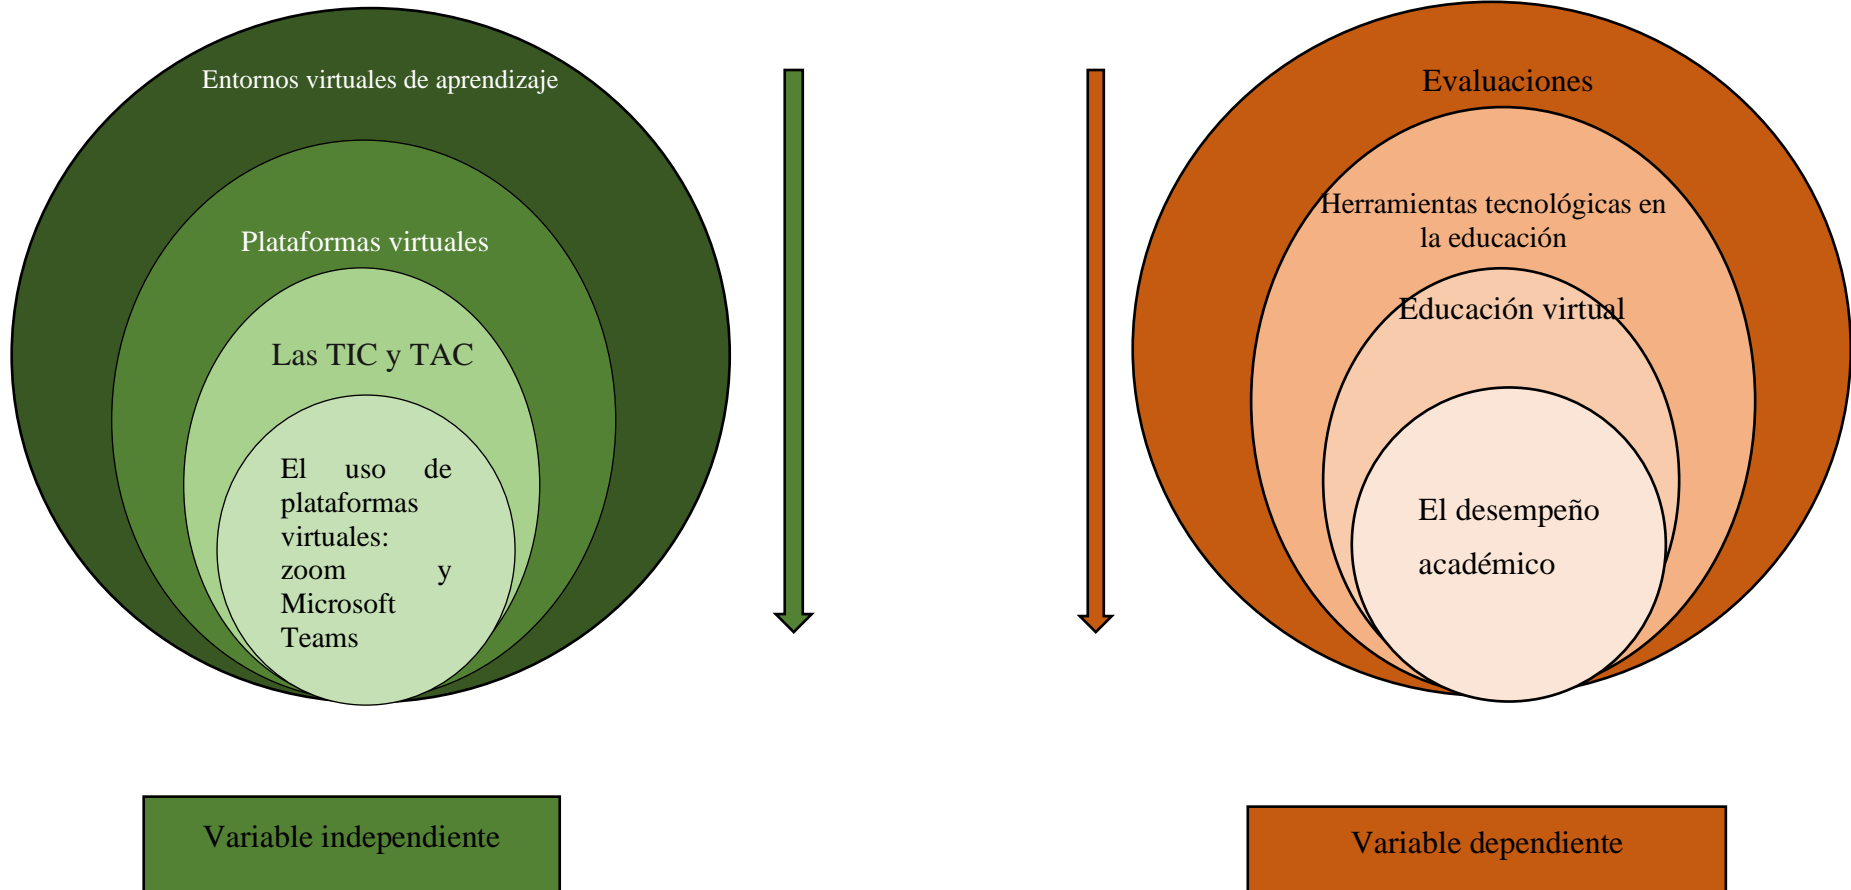 Entornos virtuales de aprendizaje
Plataformas virtuales
Las TIC y TAC
El uso de
plataformas
virtuales:
zoom y
Microsoft
Teams
Variable independiente
Evaluaciones
Herramientas tecnológicas en
la educación
Educación virtual
El desempeño
académico
Variable dependiente